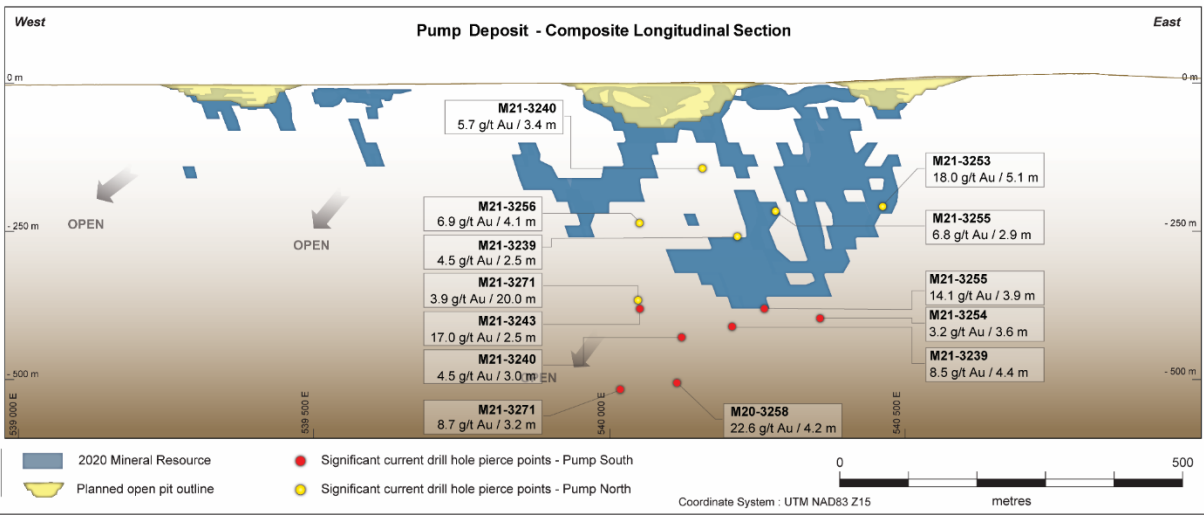 West
Pump Deposit - Composite Longitudinal Section
East
0 m
0 m
M21-3240
5.7 g/t Au / 3.4 m
M21-3253
18.0 g/t Au / 5.1 m
M21-3256
6.9 g/t Au / 4.1 m
M21-3255
6.8 g/t Au / 2.9 m
OPEN
OPEN
- 250 m
- 250 m
M21-3239
4.5 g/t Au / 2.5 m
M21-3271
3.9 g/t Au / 20.0 m
M21-3255
14.1 g/t Au / 3.9 m
M21-3243
17.0 g/t Au / 2.5 m
M21-3254
3.2 g/t Au / 3.6 m
M21-3240
4.5 g/t Au / 3.0 m
OPEN
M21-3239
8.5 g/t Au / 4.4 m
- 500 m
- 500 m
M21-3271
8.7 g/t Au / 3.2 m
M20-3258
22.6 g/t Au / 4.2 m
539 000 E
539 500 E
540 000 E
540 500 E
2020 Mineral Resource
Significant current drill hole pierce points - Pump South
0
500
Planned open pit outline
Significant current drill hole pierce points - Pump North
Coordinate System : UTM NAD83 Z15
metres